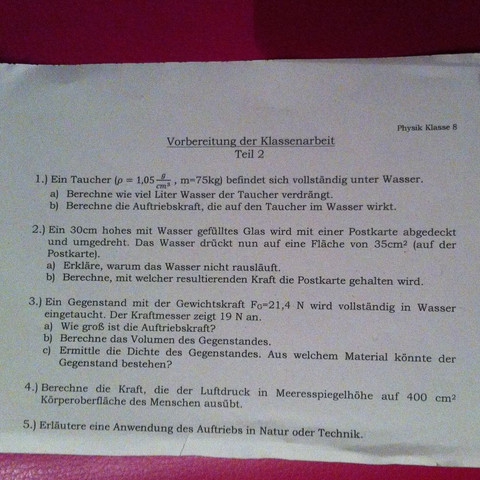 Physik Klasse 8
Vorbereitung der Klassenarbeit
Teil 2
1.) Ein Taucher (ρ = 1,05 g/cm³ , m=75kg) befindet sich vollständig unter Wasser.
a) Berechne wie viel Liter Wasser der Taucher verdrängt.
b) Berechne die Auftriebskraft, die auf den Taucher im Wasser wirkt.
2.) Ein 30cm hohes mit Wasser gefülltes Glas wird mit einer Postkarte abgedeckt
und umgedreht. Das Wasser drückt nun auf eine Fläche von 35cm² (auf der
Postkarte).
a) Erkläre, warum das Wasser nicht rausläuft.
b) Berechne, mit welcher resultierenden Kraft die Postkarte gehalten wird.
3.) Ein Gegenstand mit der Gewichtskraft FG=21,4 N wird vollständig in Wasser
eingetaucht. Der Kraftmesser zeigt 19 N an.
a) Wie groß ist die Auftriebskraft?
b) Berechne das Volumen des Gegenstandes.
c) Ermittle die Dichte des Gegenstandes. Aus welchem Material könnte der
Gegenstand bestehen?
4.) Berechne die Kraft, die der Luftdruck in Meeresspiegelhöhe auf 400 cm²
Körperoberfläche des Menschen ausübt.
5.) Erläutere eine Anwendung des Auftriebs in Natur oder Technik.